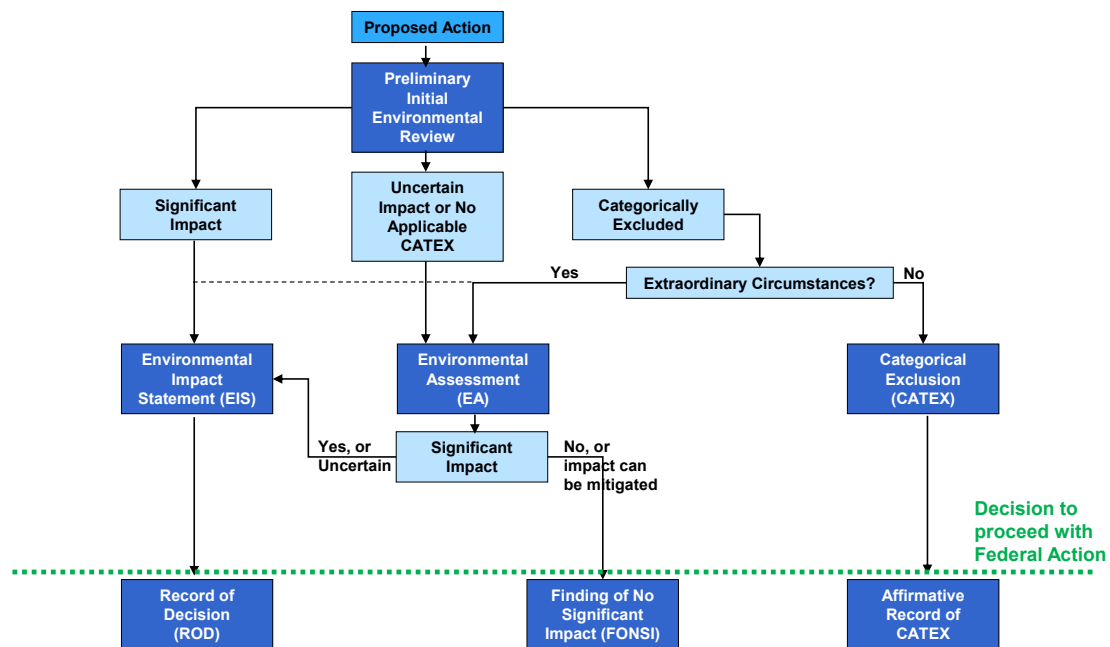 Proposed Action
Preliminary
Initial
Environmental
Review
Significant
Impact
Uncertain
Impact or No
Applicable
CATEX
Categorically
Excluded
Yes
Extraordinary Circumstances?
No
Environmental
Impact
Statement (EIS)
Environmental
Assessment
(EA)
Categorical
Exclusion
(CATEX)
Yes, or
Uncertain
Significant
Impact
No, or
impact can
be mitigated
Decision to
proceed with
Federal Action
Record of
Decision
(ROD)
Finding of No
Significant
Impact (FONSI)
Affirmative
Record of
CATEX